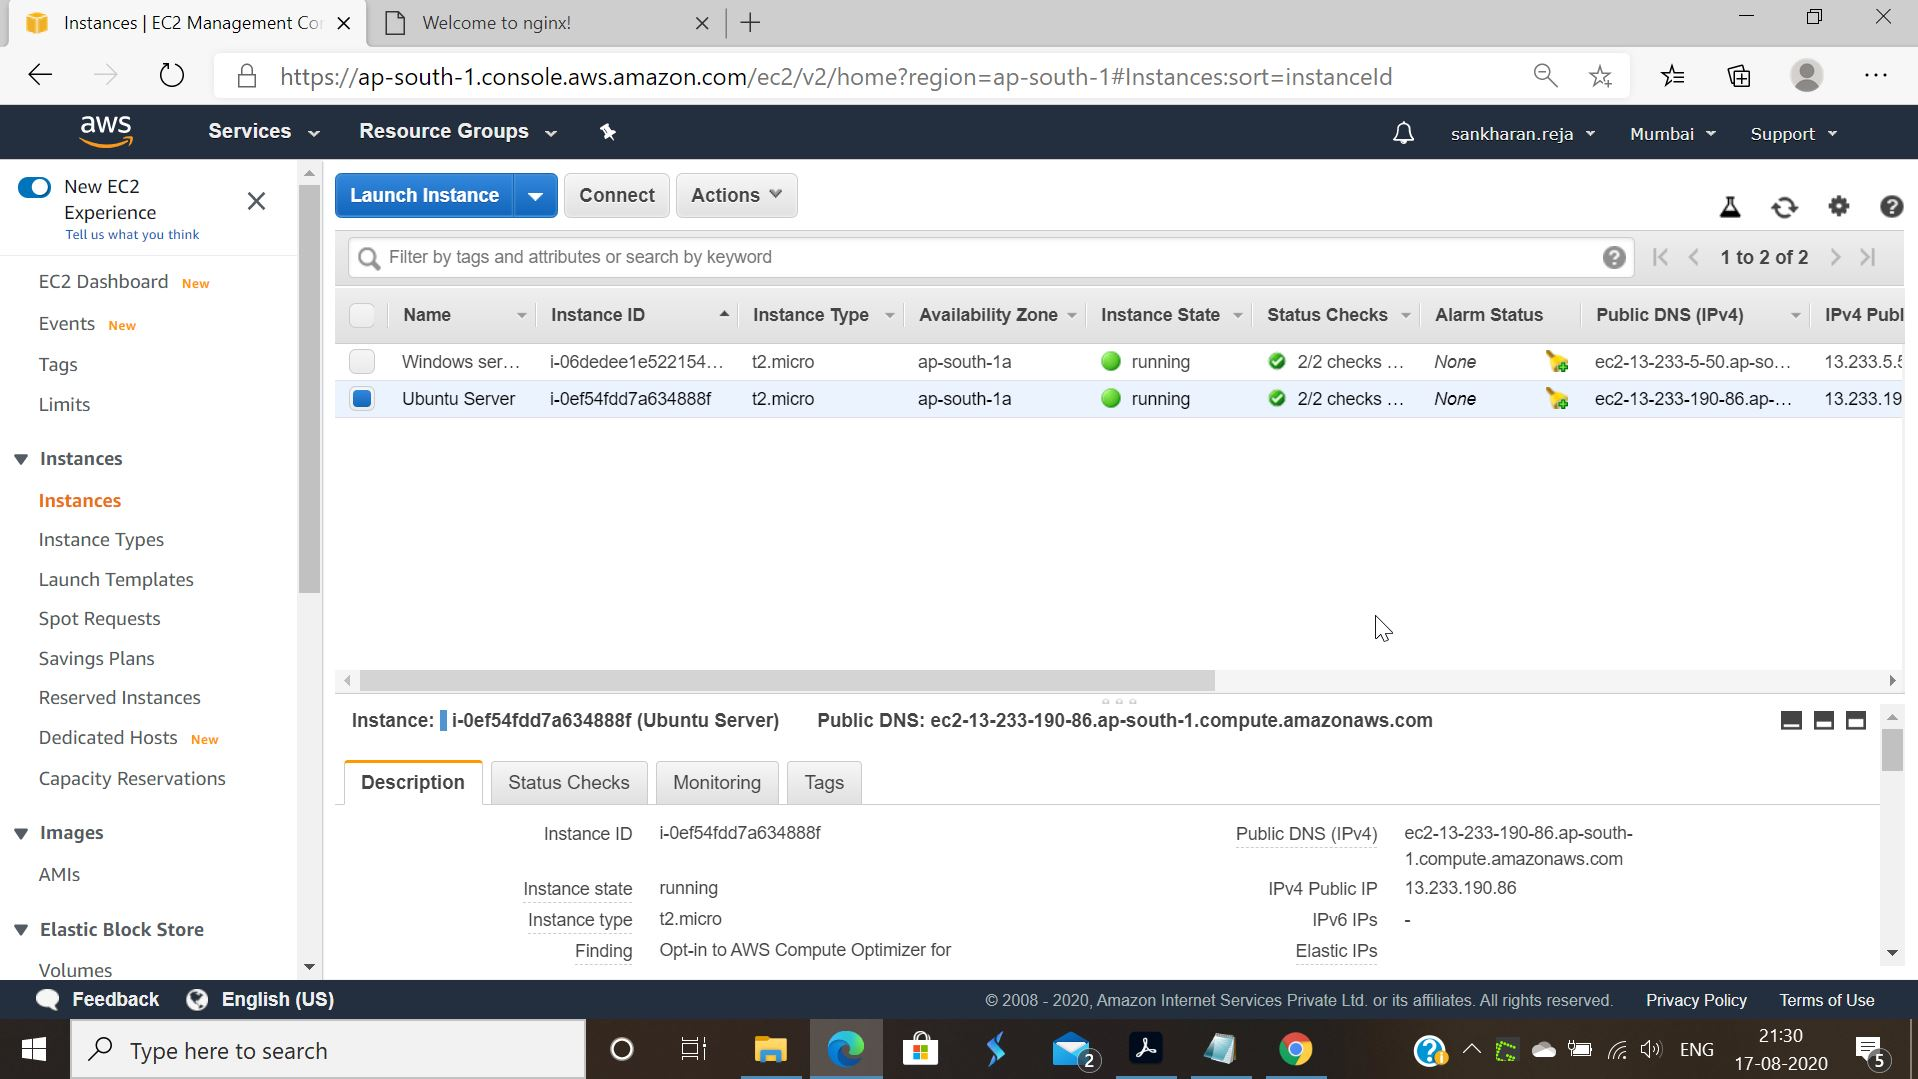 Instances | EC2 Management Co
Welcome to nginx!
https://ap-south-1.console.aws.amazon.com/ec2/v2/home?region=ap-south-1#Instances:sort=instanceId
aws
Services
Resource Groups
sankharan.reja
Mumbai
Support
New EC2
Experience
Tell us what you think
EC2 Dashboard New
Events New
Tags
Limits
Instances
Instances
Instance Types
Launch Templates
Spot Requests
Savings Plans
Reserved Instances
Dedicated Hosts New
Capacity Reservations
Images
AMIs
Elastic Block Store
Volumes
Launch Instance
Connect
Actions
Filter by tags and attributes or search by keyword
1 to 2 of 2
Name Instance ID Instance Type Availability Zone Instance State Status Checks Alarm Status Public DNS (IPv4) IPv4 Publ
Windows ser... i-06dedee1e522154... t2.micro ap-south-1a running 2/2 checks ... None ec2-13-233-5-50.ap-so... 13.233.5.5
Ubuntu Server i-0ef54fdd7a634888f t2.micro ap-south-1a running 2/2 checks ... None ec2-13-233-190-86.ap-... 13.233.19
Instance: i-0ef54fdd7a634888f (Ubuntu Server) Public DNS: ec2-13-233-190-86.ap-south-1.compute.amazonaws.com
Description
Status Checks
Monitoring
Tags
Instance ID i-0ef54fdd7a634888f
Instance state running
Instance type t2.micro
Finding Opt-in to AWS Compute Optimizer for
Public DNS (IPv4) ec2-13-233-190-86.ap-south-
1.compute.amazonaws.com
IPv4 Public IP 13.233.190.86
IPv6 IPs -
Elastic IPs
Feedback
English (US)
© 2008 - 2020, Amazon Internet Services Private Ltd. or its affiliates. All rights reserved.
Privacy Policy
Terms of Use
Type here to search
2
ENG
21:30
17-08-2020
5